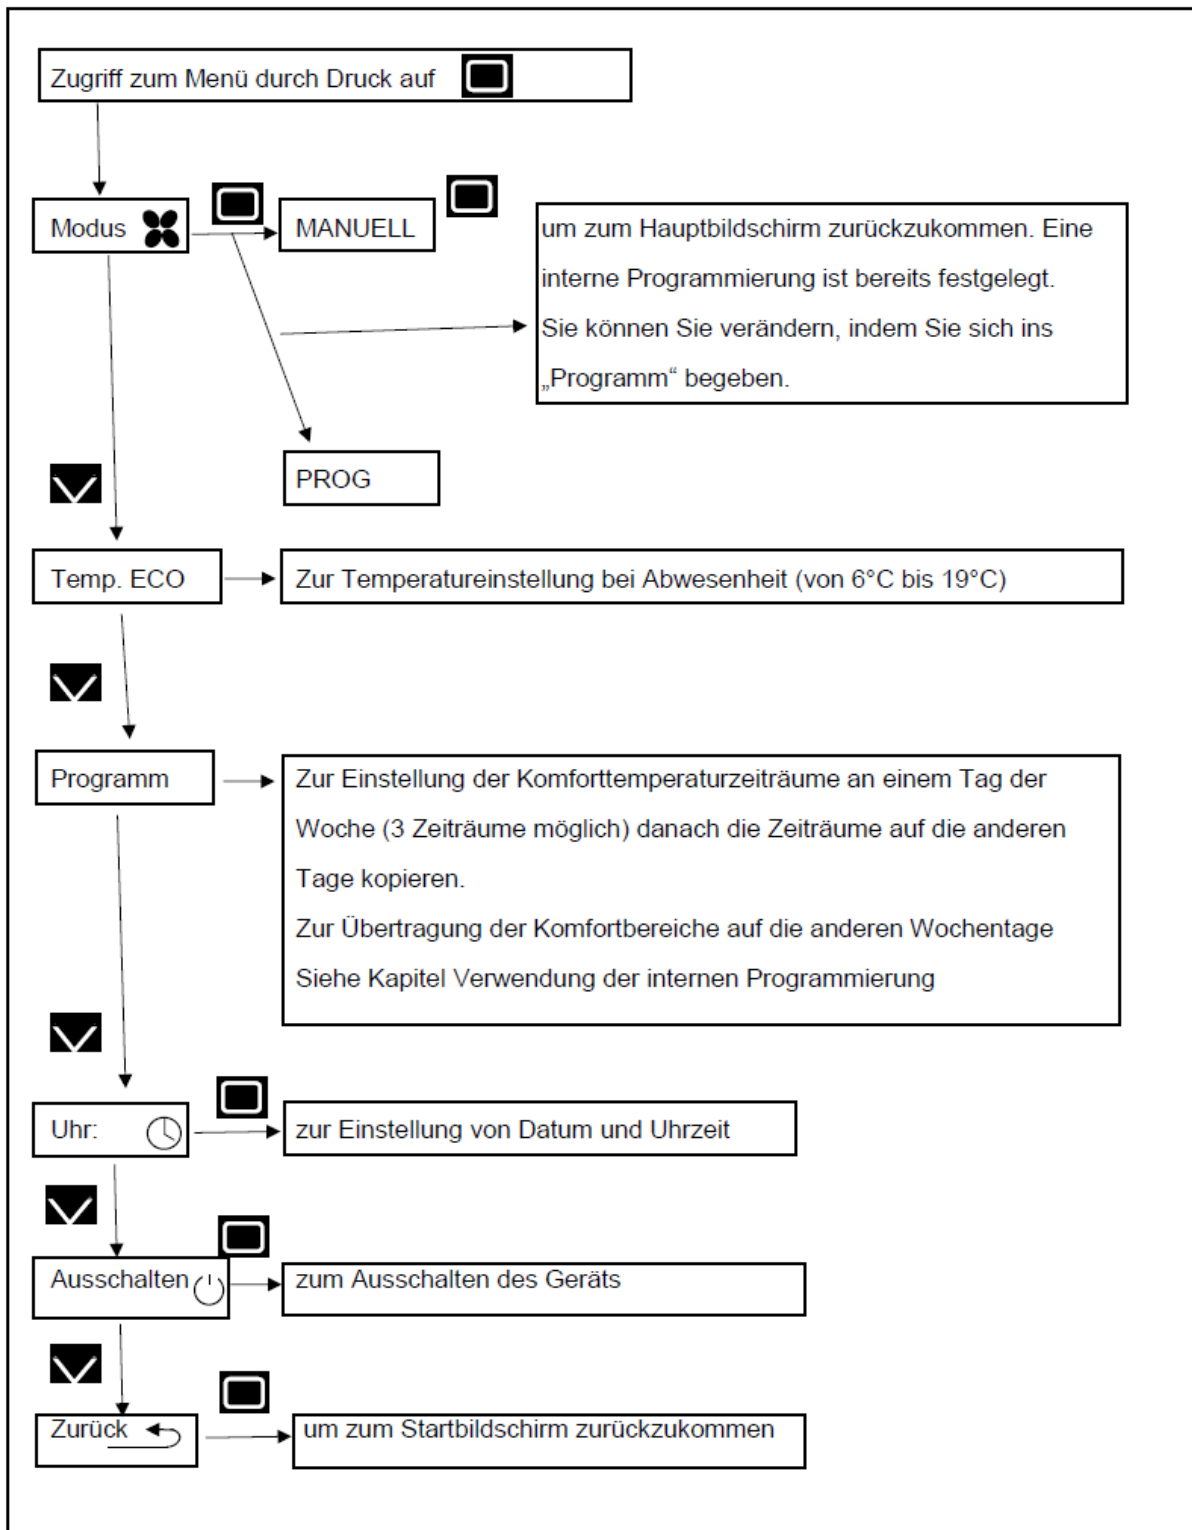 Zugriff zum Menü durch Druck auf
Modus
MANUELL
um zum Hauptbildschirm zurückzukommen. Eine
interne Programmierung ist bereits festgelegt.
Sie können Sie verändern, indem Sie sich ins
„Programm“ begeben.
PROG
Temp. ECO
Zur Temperatureinstellung bei Abwesenheit (von 6°C bis 19°C)
Programm
Zur Einstellung der Komforttemperaturzeiträume an einem Tag der
Woche (3 Zeiträume möglich) danach die Zeiträume auf die anderen
Tage kopieren.
Zur Übertragung der Komfortbereiche auf die anderen Wochentage
Siehe Kapitel Verwendung der internen Programmierung
Uhr:
zur Einstellung von Datum und Uhrzeit
Ausschalten
zum Ausschalten des Geräts
Zurück
um zum Startbildschirm zurückzukommen